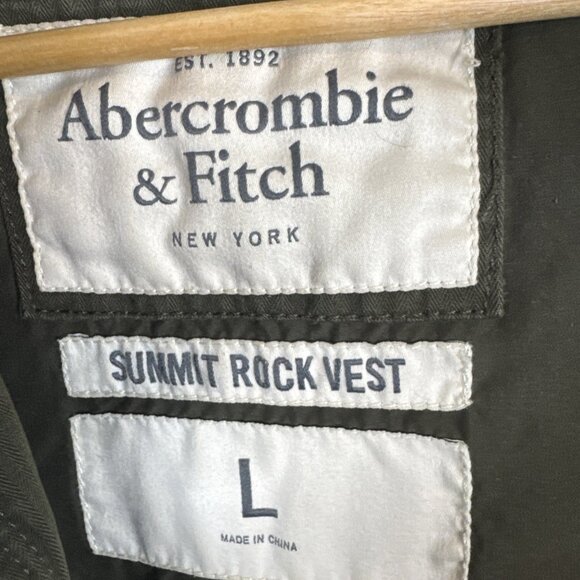 EST. 1892
Abercrombie
& Fitch
NEW YORK
SUMMIT ROCK VEST
L
MADE IN CHINA